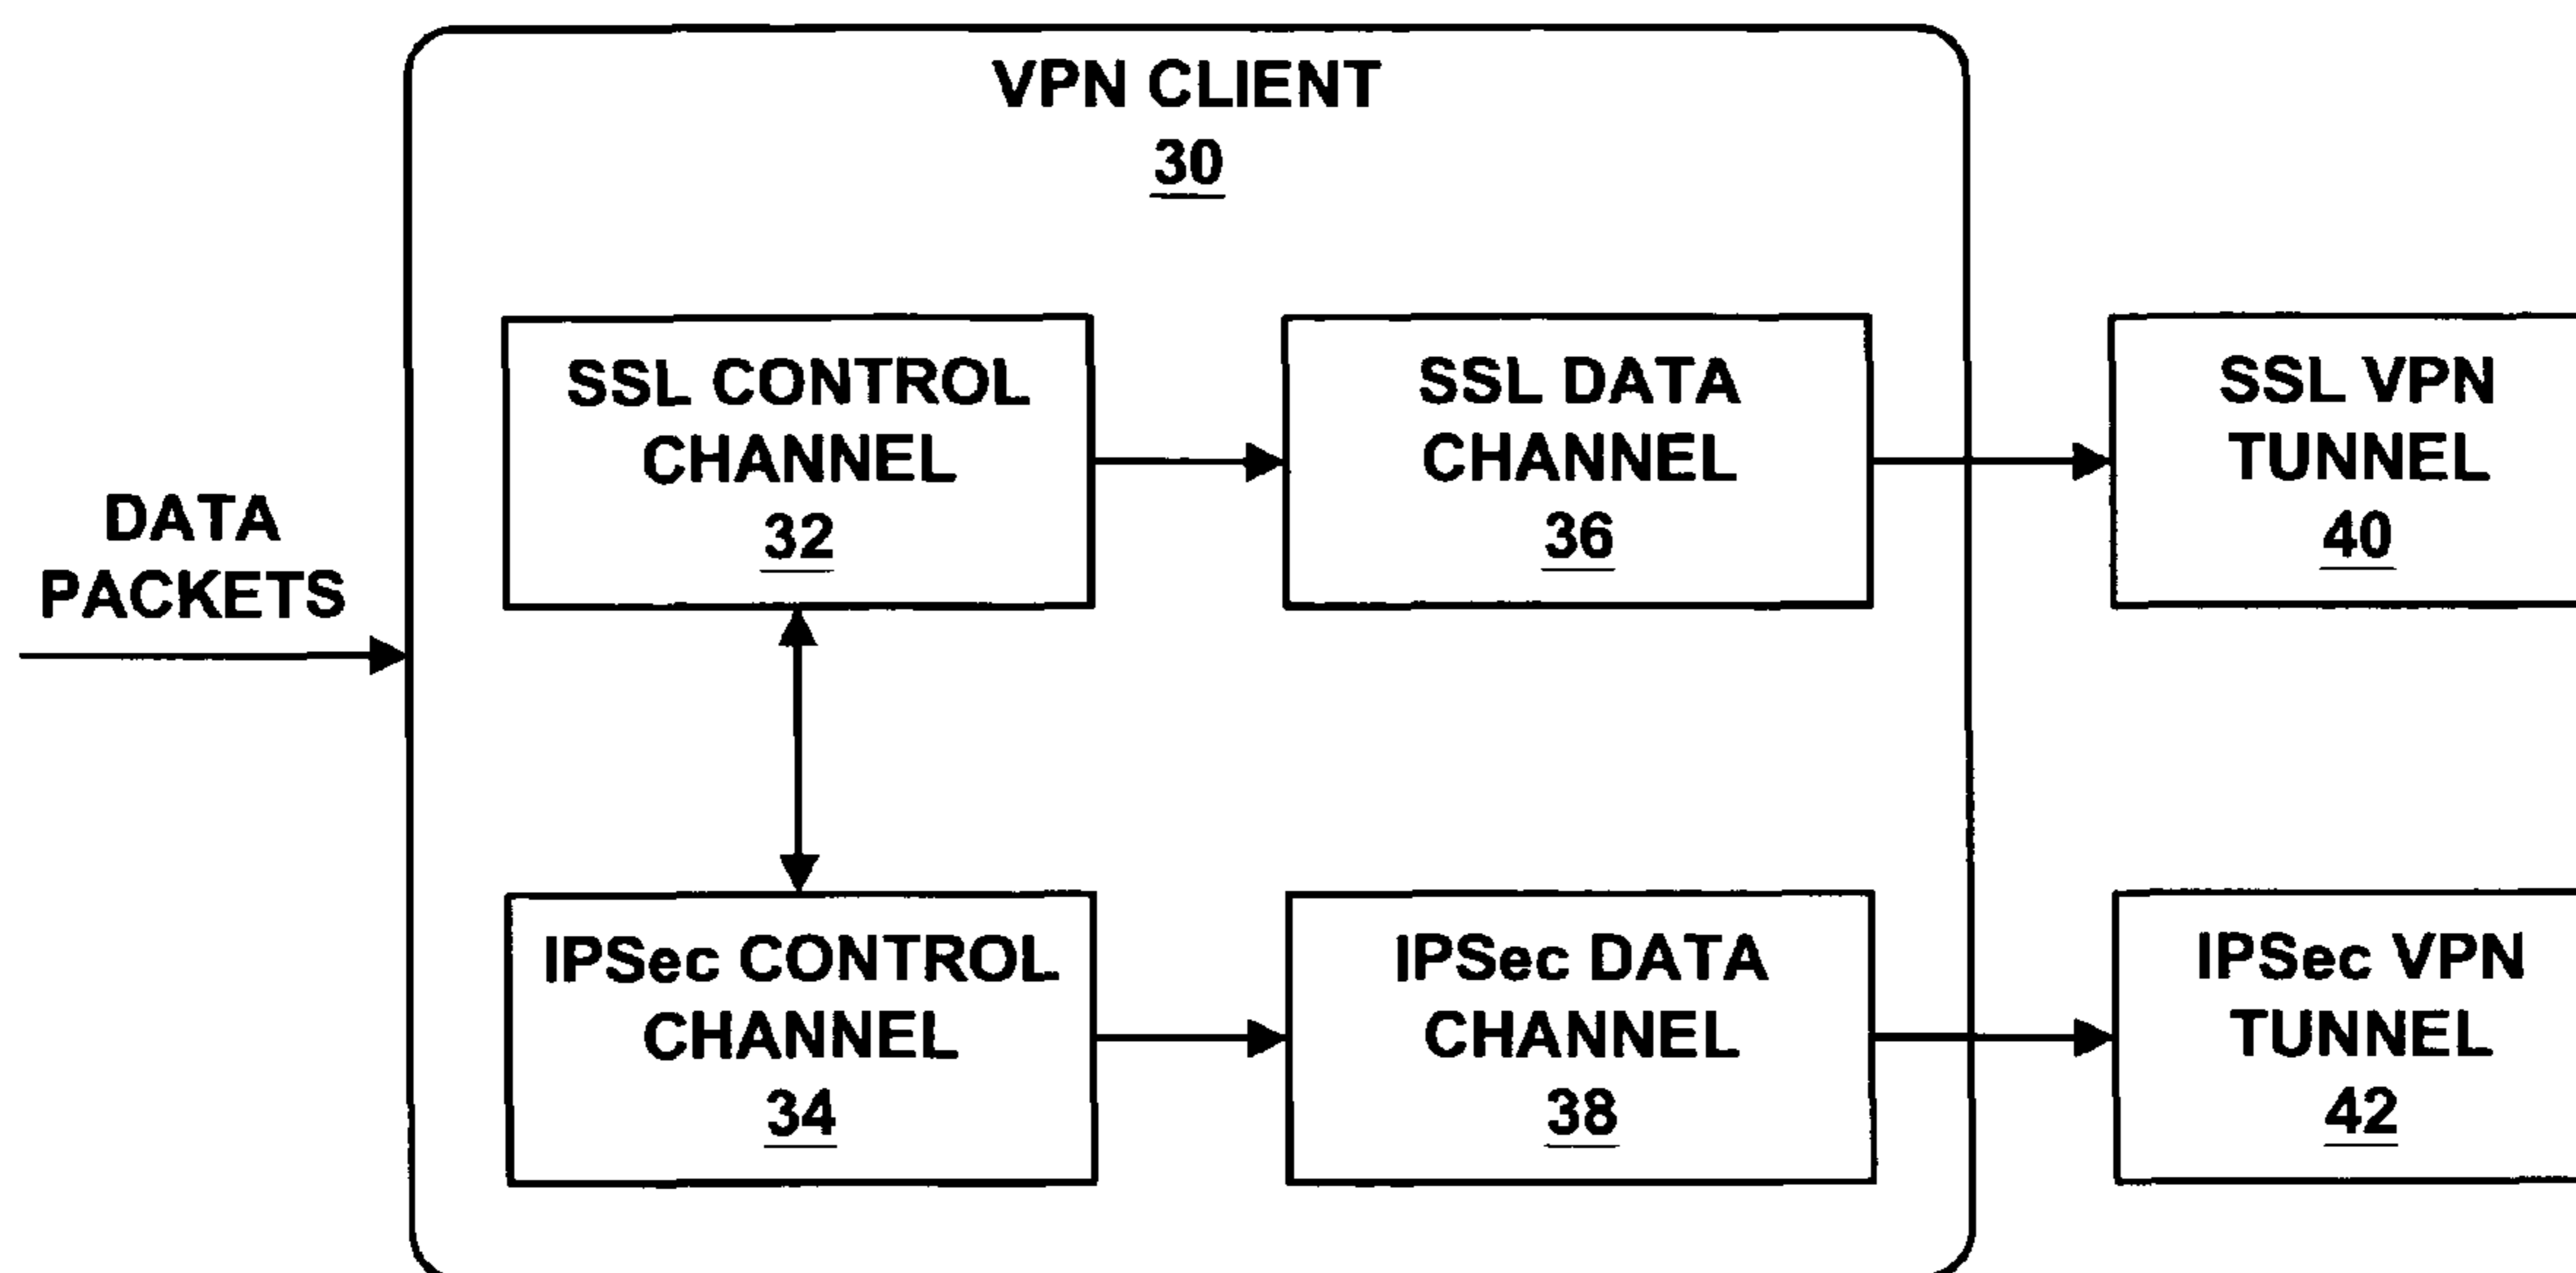 VPN CLIENT
30
DATA
PACKETS
SSL CONTROL
CHANNEL
32
SSL DATA
CHANNEL
36
SSL VPN
TUNNEL
40
IPSec CONTROL
CHANNEL
34
IPSec DATA
CHANNEL
38
IPSec VPN
TUNNEL
42